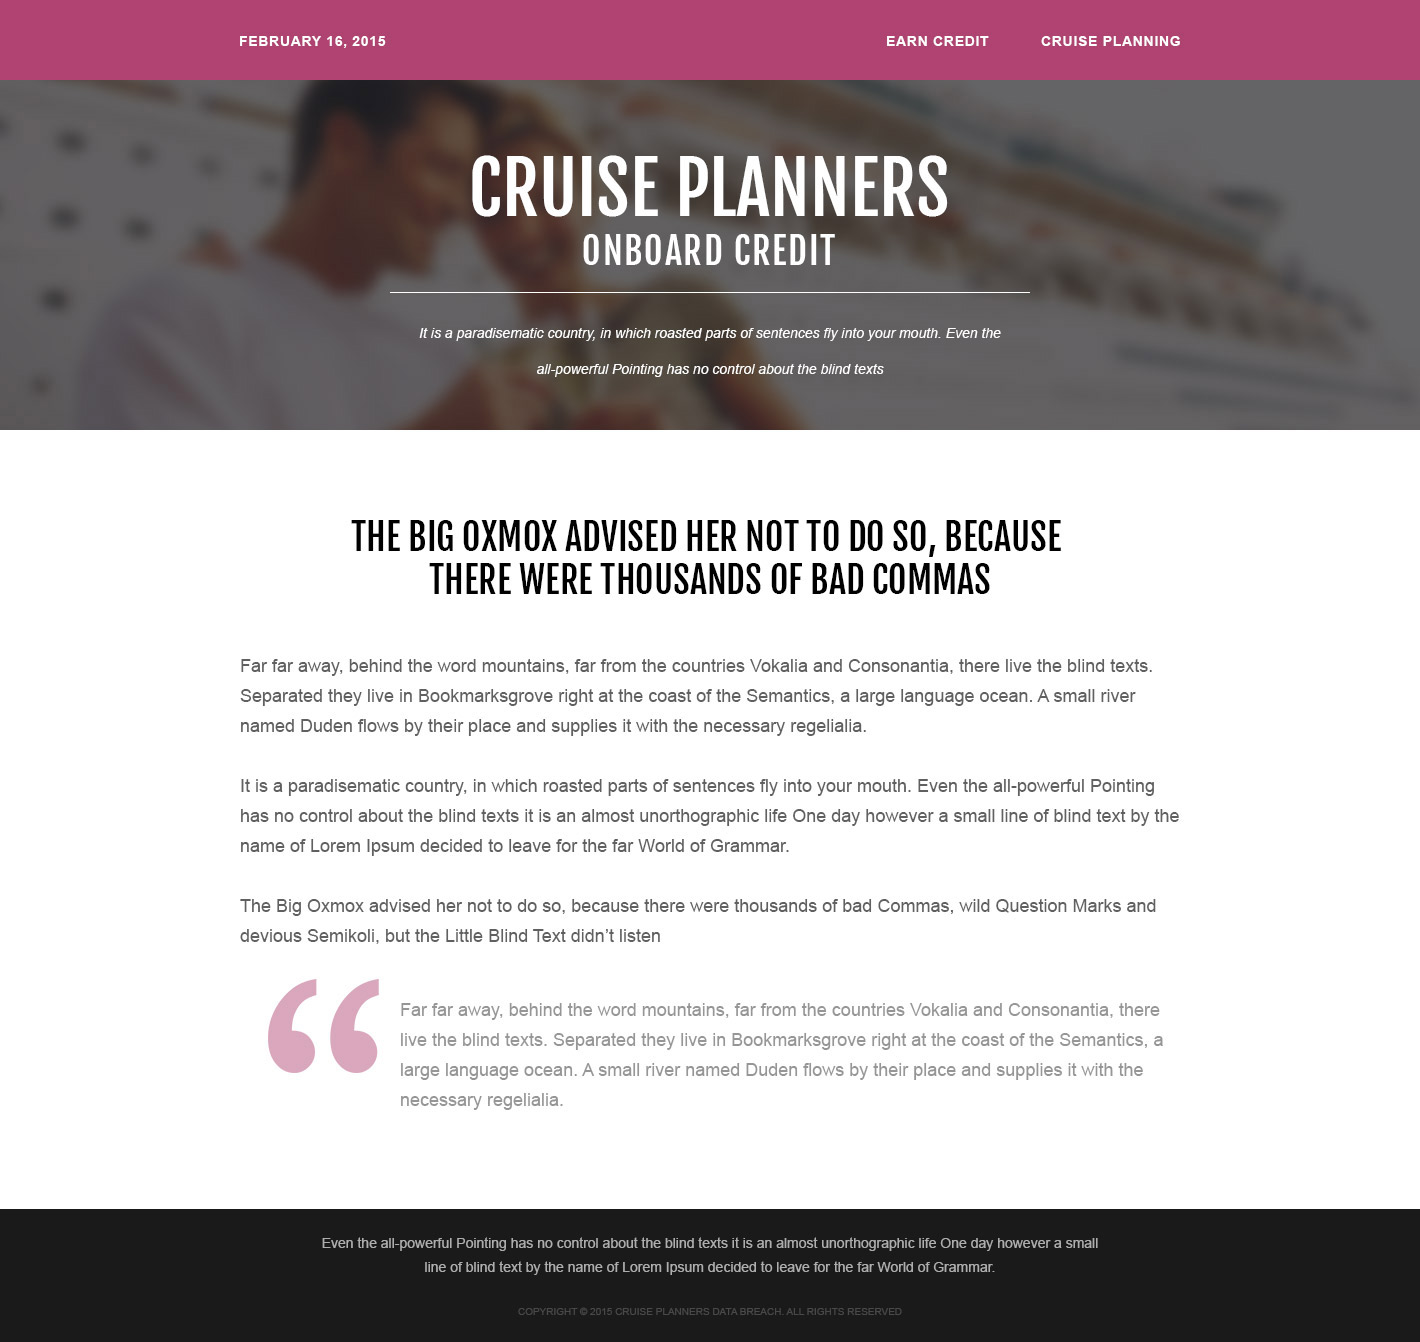 FEBRUARY 16, 2015
EARN CREDIT
CRUISE PLANNING
CRUISE PLANNERS
ONBOARD CREDIT
It is a paradisematic country, in which roasted parts of sentences fly into your mouth. Even the
all-powerful Pointing has no control about the blind texts
THE BIG OXMOX ADVISED HER NOT TO DO SO, BECAUSE
THERE WERE THOUSANDS OF BAD COMMAS
Far far away, behind the word mountains, far from the countries Vokalia and Consonantia, there live the blind texts.
Separated they live in Bookmarksgrove right at the coast of the Semantics, a large language ocean. A small river
named Duden flows by their place and supplies it with the necessary regelialia.
It is a paradisematic country, in which roasted parts of sentences fly into your mouth. Even the all-powerful Pointing
has no control about the blind texts it is an almost unorthographic life One day however a small line of blind text by the
name of Lorem Ipsum decided to leave for the far World of Grammar.
The Big Oxmox advised her not to do so, because there were thousands of bad Commas, wild Question Marks and
devious Semikoli, but the Little Blind Text didn’t listen
“
Far far away, behind the word mountains, far from the countries Vokalia and Consonantia, there
live the blind texts. Separated they live in Bookmarksgrove right at the coast of the Semantics, a
large language ocean. A small river named Duden flows by their place and supplies it with the
necessary regelialia.
Even the all-powerful Pointing has no control about the blind texts it is an almost unorthographic life One day however a small
line of blind text by the name of Lorem Ipsum decided to leave for the far World of Grammar.
COPYRIGHT © 2015 CRUISE PLANNERS DATA BREACH. ALL RIGHTS RESERVED